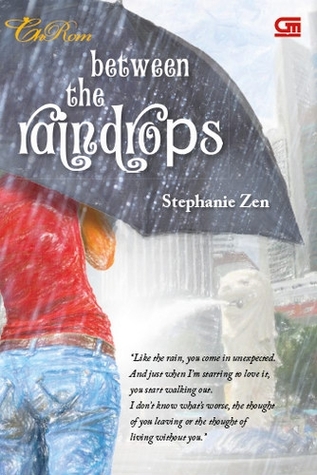 ChRom
GM
between
the
raindrops
Stephanie Zen
"Like the rain, you come in unexpected.
And just when I'm starring to love it,
you start walking out.
I don't know what's worse, the thought
of you leaving or the thought of
living without you."